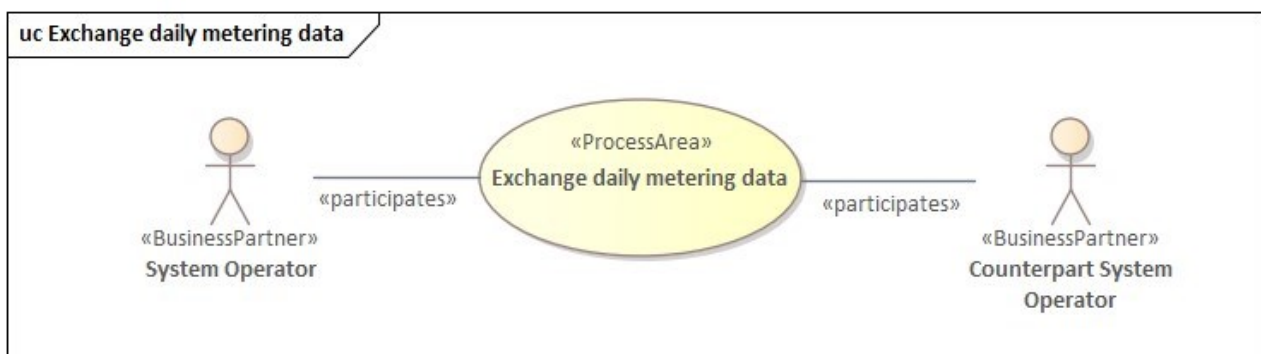 uc Exchange daily metering data
«ProcessArea»
Exchange daily metering data
«participates»
«participates»
«BusinessPartner»
System Operator
«BusinessPartner»
Counterpart System
Operator